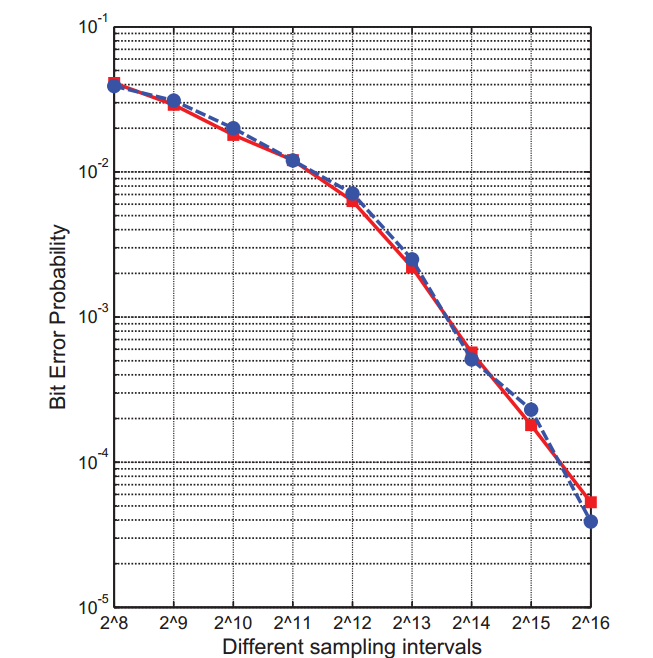 10^-1
10^-2
10^-3
10^-4
10^-5
Bit Error Probability
2^8 2^9 2^10 2^11 2^12 2^13 2^14 2^15 2^16
Different sampling intervals